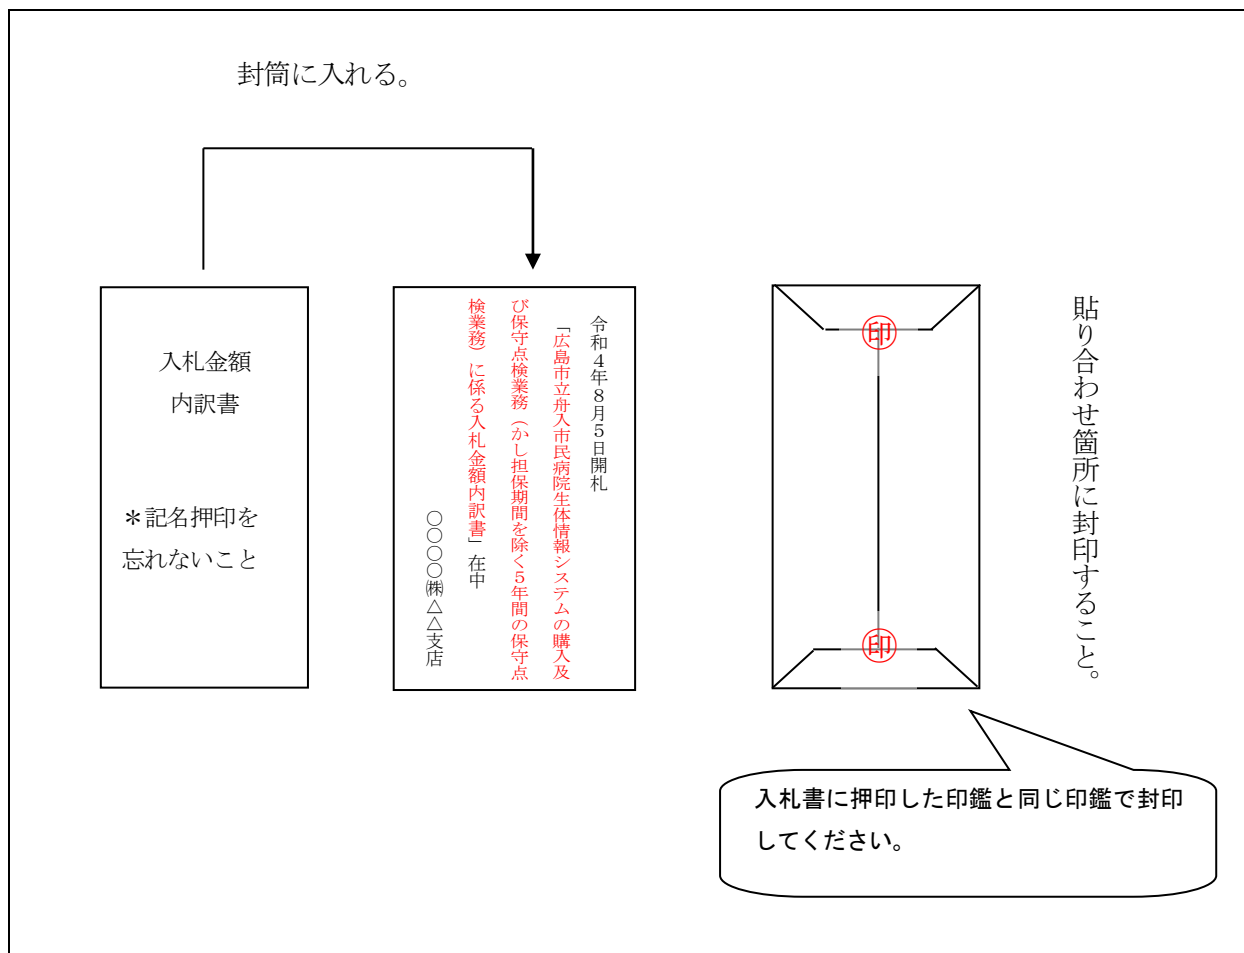 封筒に入れる。
入札金額
内訳書
＊記名押印を
忘れないこと
令和４年８月５日開札
「広島市立舟入市民病院生体情報システムの購入及
び保守点検業務（かし担保期間を除く５年間の保守点
検業務）に係る入札金額内訳書」在中
〇〇〇〇㈱△△支店
印
印
貼り合わせ箇所に封印すること。
入札書に押印した印鑑と同じ印鑑で封印
してください。